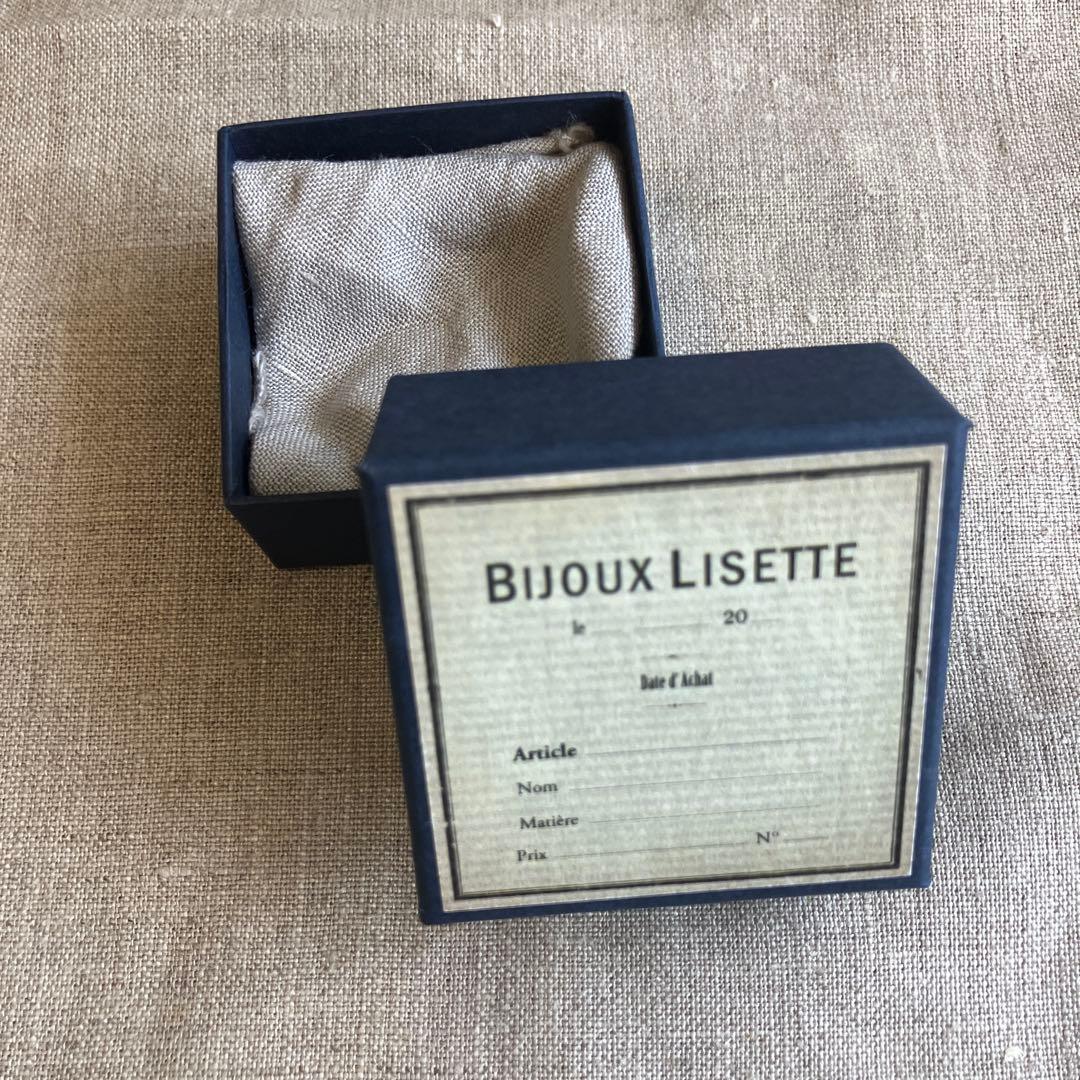 BIJOUX LISETTE
le 20
Date d'Achat
Article
Nom
Matière
Prix N°